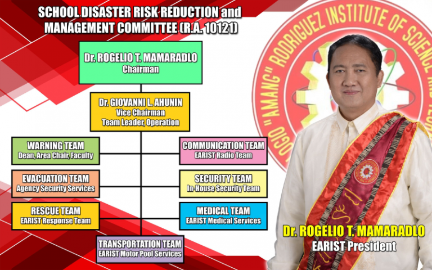 SCHOOL DISASTER RISK REDUCTION and
MANAGEMENT COMMITTEE (R.A. 10121)
Dr. ROGELIO T. MAMARADLO
Chairman
Dr. GIOVANNI L. AHUNIN
Vice Chairman
Team Leader, Operation
WARNING TEAM
Dean, Area Chair, Faculty
COMMUNICATION TEAM
EARIST Radio Team
EVACUATION TEAM
Agency Security Services
SECURITY TEAM
In-House Security Team
RESCUE TEAM
EARIST Response Team
MEDICAL TEAM
EARIST Medical Services
TRANSPORTATION TEAM
EARIST Motor Pool Services
"AMANG" RODRIGUEZ INSTITUTE OF SCIENCE
Dr. ROGELIO T. MAMARADLO
EARIST President